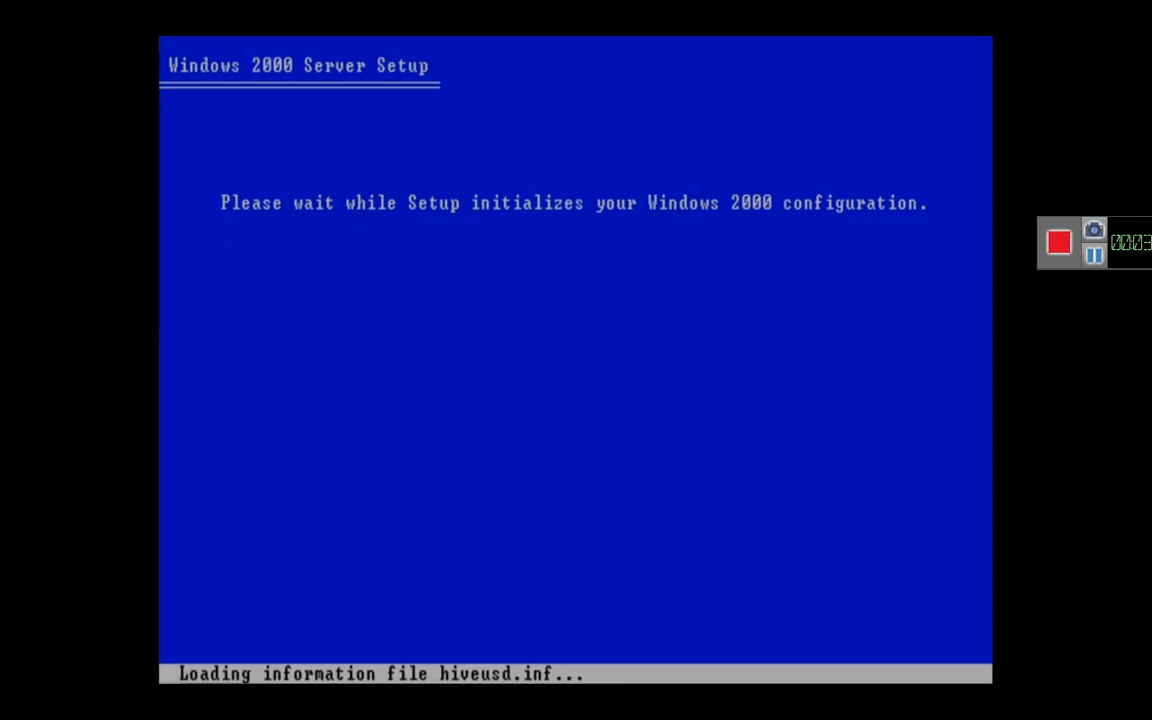 Windows 2000 Server Setup
Please wait while Setup initializes your Windows 2000 configuration.
Loading information file hiveusd.inf...